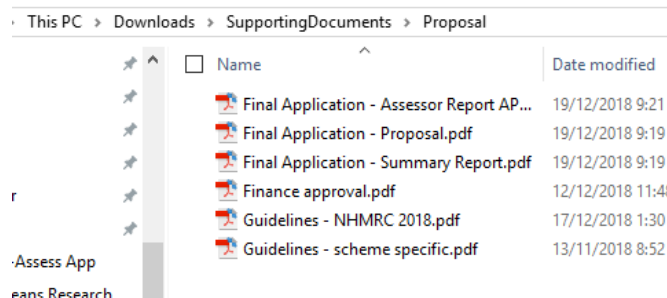 This PC > Downloads > SupportingDocuments > Proposal
Name Date modified
Final Application - Assessor Report AP... 19/12/2018 9:21
Final Application - Proposal.pdf 19/12/2018 9:19
Final Application - Summary Report.pdf 19/12/2018 9:19
Finance approval.pdf 12/12/2018 11:48
r
Guidelines - NHMRC 2018.pdf 17/12/2018 1:30
Guidelines - scheme specific.pdf 13/11/2018 8:52
-Assess App
eans Research